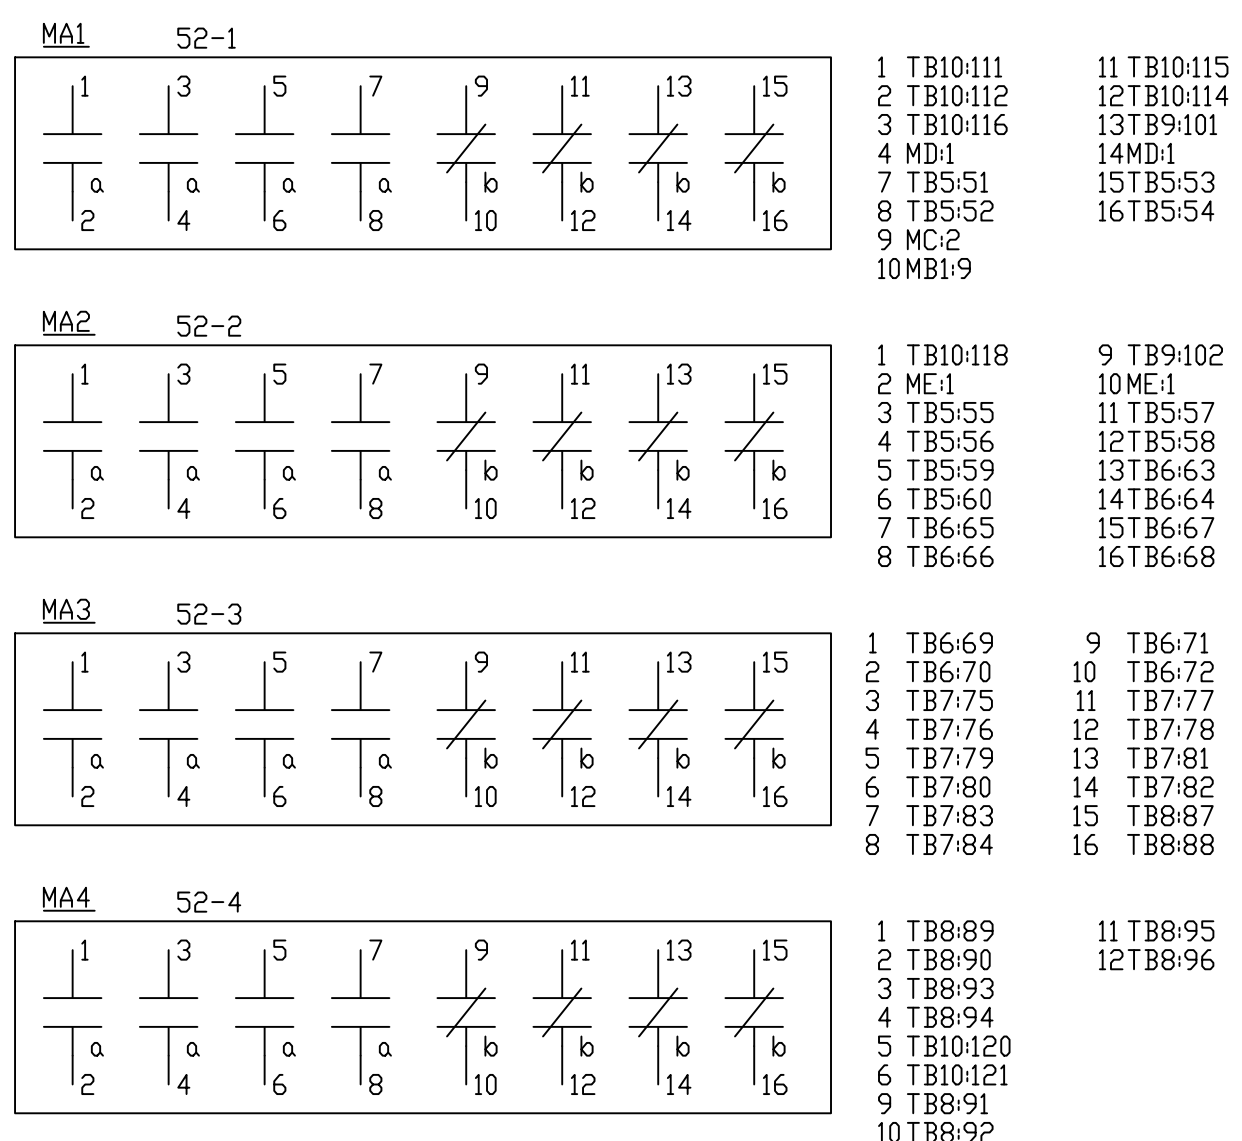 MA1 52-1
1 3 5 7 9 11 13 15
a a a a b b b b
2 4 6 8 10 12 14 16
1 TB10:111 11 TB10:115
2 TB10:112 12 TB10:114
3 TB10:116 13 TB9:101
4 MD:1 14 MD:1
7 TB5:51 15 TB5:53
8 TB5:52 16 TB5:54
9 MC:2
10 MB1:9
MA2 52-2
1 3 5 7 9 11 13 15
a a a a b b b b
2 4 6 8 10 12 14 16
1 TB10:118 9 TB9:102
2 ME:1 10 ME:1
3 TB5:55 11 TB5:57
4 TB5:56 12 TB5:58
5 TB5:59 13 TB6:63
6 TB5:60 14 TB6:64
7 TB6:65 15 TB6:67
8 TB6:66 16 TB6:68
MA3 52-3
1 3 5 7 9 11 13 15
a a a a b b b b
2 4 6 8 10 12 14 16
1 TB6:69 9 TB6:71
2 TB6:70 10 TB6:72
3 TB7:75 11 TB7:77
4 TB7:76 12 TB7:78
5 TB7:79 13 TB7:81
6 TB7:80 14 TB7:82
7 TB7:83 15 TB8:87
8 TB7:84 16 TB8:88
MA4 52-4
1 3 5 7 9 11 13 15
a a a a b b b b
2 4 6 8 10 12 14 16
1 TB8:89 11 TB8:95
2 TB8:90 12 TB8:96
3 TB8:93
4 TB8:94
5 TB10:120
6 TB10:121
9 TB8:91
10 TB8:92